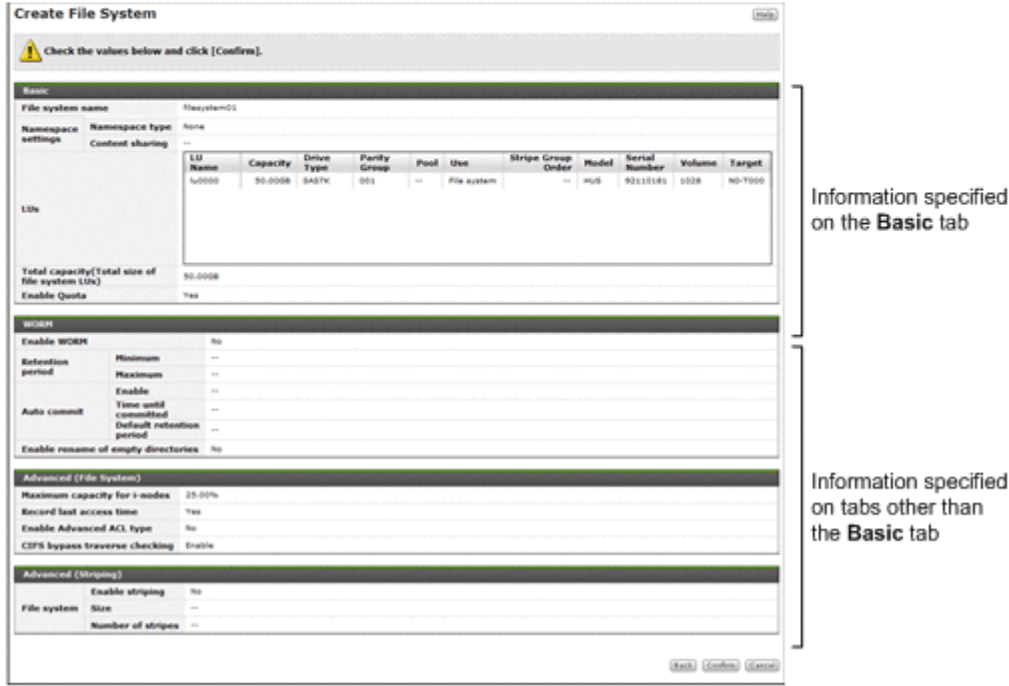 Create File System
Help
Check the values below and click [Confirm].
Basic
File system name filesystem01
Namespace settings Namespace type None
Content sharing --
LUs
LU Name Capacity Drive Type Parity Group Pool Use Stripe Group Order Model Serial Number Volume Target
lu0000 50.00GB SAS7K 001 -- File system -- HUS 92110181 1028 N0-T000
Total capacity(Total size of file system LUs) 50.00GB
Enable Quota Yes
Information specified
on the Basic tab
WORM
Enable WORM No
Retention period Minimum --
Maximum --
Auto commit Enable --
Time until committed --
Default retention period --
Enable rename of empty directories No
Advanced (File System)
Maximum capacity for i-nodes 25.00%
Record last access time Yes
Enable Advanced ACL type No
CIFS bypass traverse checking Enable
Advanced (Striping)
File system Enable striping No
Size --
Number of stripes --
Information specified
on tabs other than
the Basic tab
Back Confirm Cancel